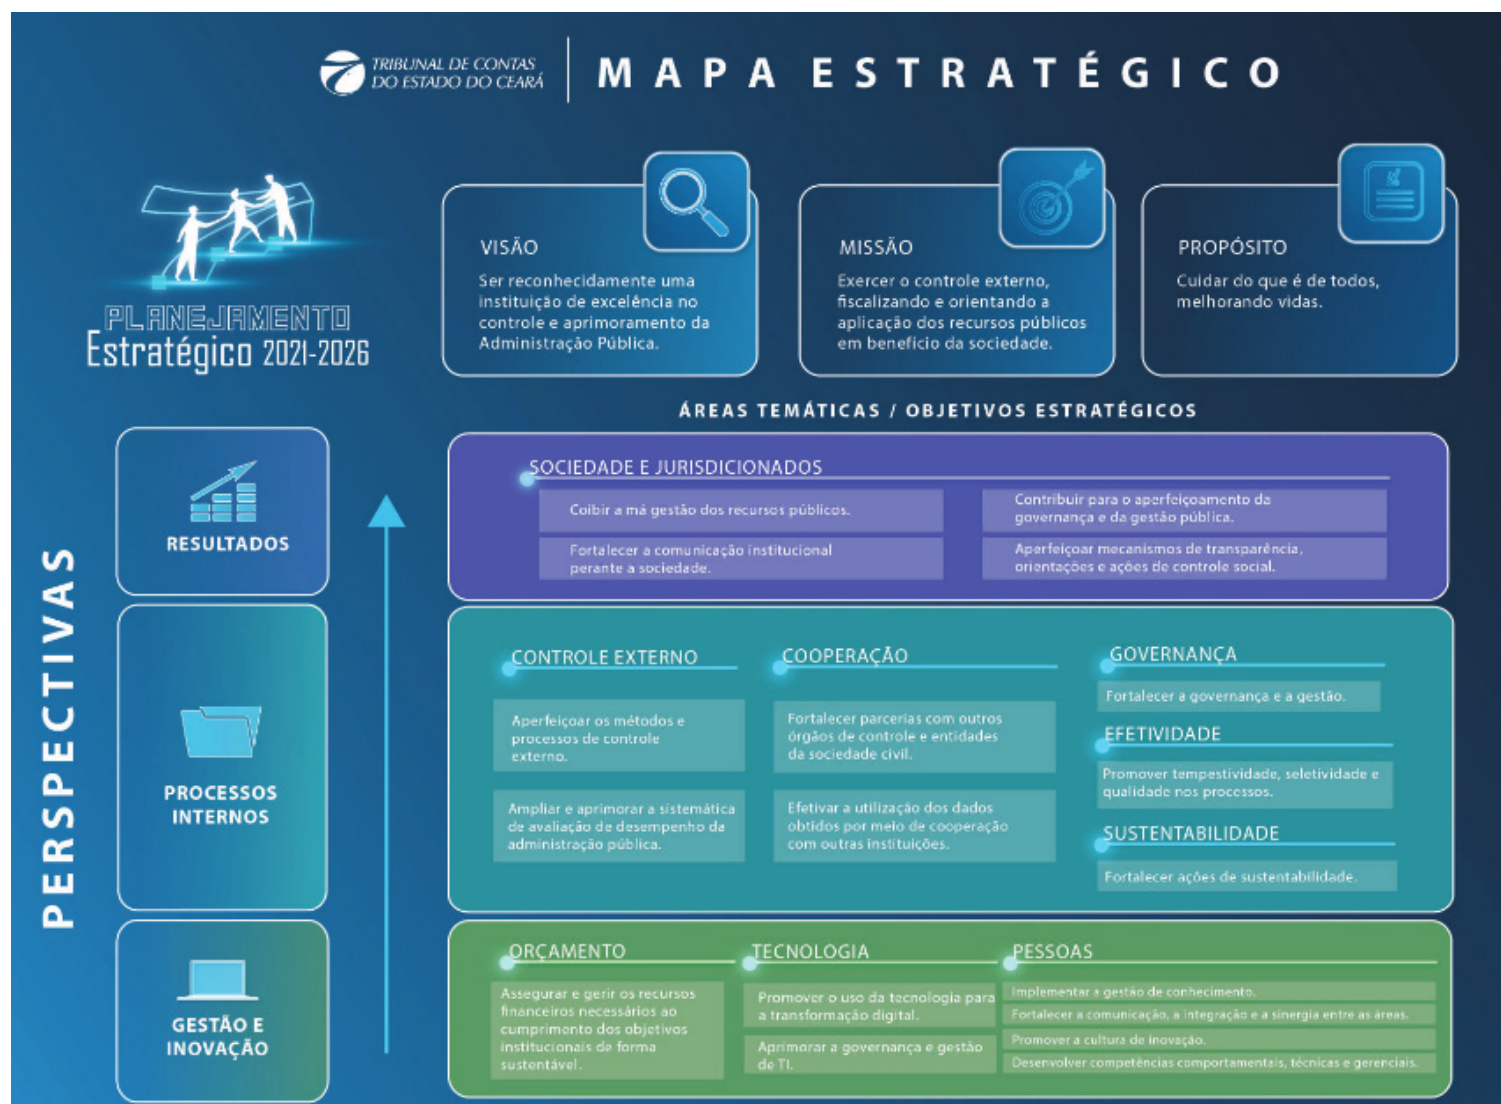 TRIBUNAL DE CONTAS
DO ESTADO DO CEARÁ
MAPA ESTRATÉGICO
PLANEJAMENTO
Estratégico 2021-2026
VISÃO
Ser reconhecidamente uma
instituição de excelência no
controle e aprimoramento da
Administração Pública.
MISSÃO
Exercer o controle externo,
fiscalizando e orientando a
aplicação dos recursos públicos
em benefício da sociedade.
PROPÓSITO
Cuidar do que é de todos,
melhorando vidas.
ÁREAS TEMÁTICAS / OBJETIVOS ESTRATÉGICOS
PERSPECTIVAS
RESULTADOS
SOCIEDADE E JURISDICIONADOS
Coibir a má gestão dos recursos públicos.
Contribuir para o aperfeiçoamento da
governança e da gestão pública.
Fortalecer a comunicação institucional
perante a sociedade.
Aperfeiçoar mecanismos de transparência,
orientações e ações de controle social.
PROCESSOS
INTERNOS
CONTROLE EXTERNO
Aperfeiçoar os métodos e
processos de controle
externo.
Ampliar e aprimorar a sistemática
de avaliação de desempenho da
administração pública.
COOPERAÇÃO
Fortalecer parcerias com outros
órgãos de controle e entidades
da sociedade civil.
Efetivar a utilização dos dados
obtidos por meio de cooperação
com outras instituições.
GOVERNANÇA
Fortalecer a governança e a gestão.
EFETIVIDADE
Promover tempestividade, seletividade e
qualidade nos processos.
SUSTENTABILIDADE
Fortalecer ações de sustentabilidade.
GESTÃO E
INOVAÇÃO
ORÇAMENTO
Assegurar e gerir os recursos
financeiros necessários ao
cumprimento dos objetivos
institucionais de forma
sustentável.
TECNOLOGIA
Promover o uso da tecnologia para
a transformação digital.
Aprimorar a governança e gestão
de TI.
PESSOAS
Implementar a gestão de conhecimento.
Fortalecer a comunicação, a integração e a sinergia entre as áreas.
Promover a cultura de inovação.
Desenvolver competências comportamentais, técnicas e gerenciais.